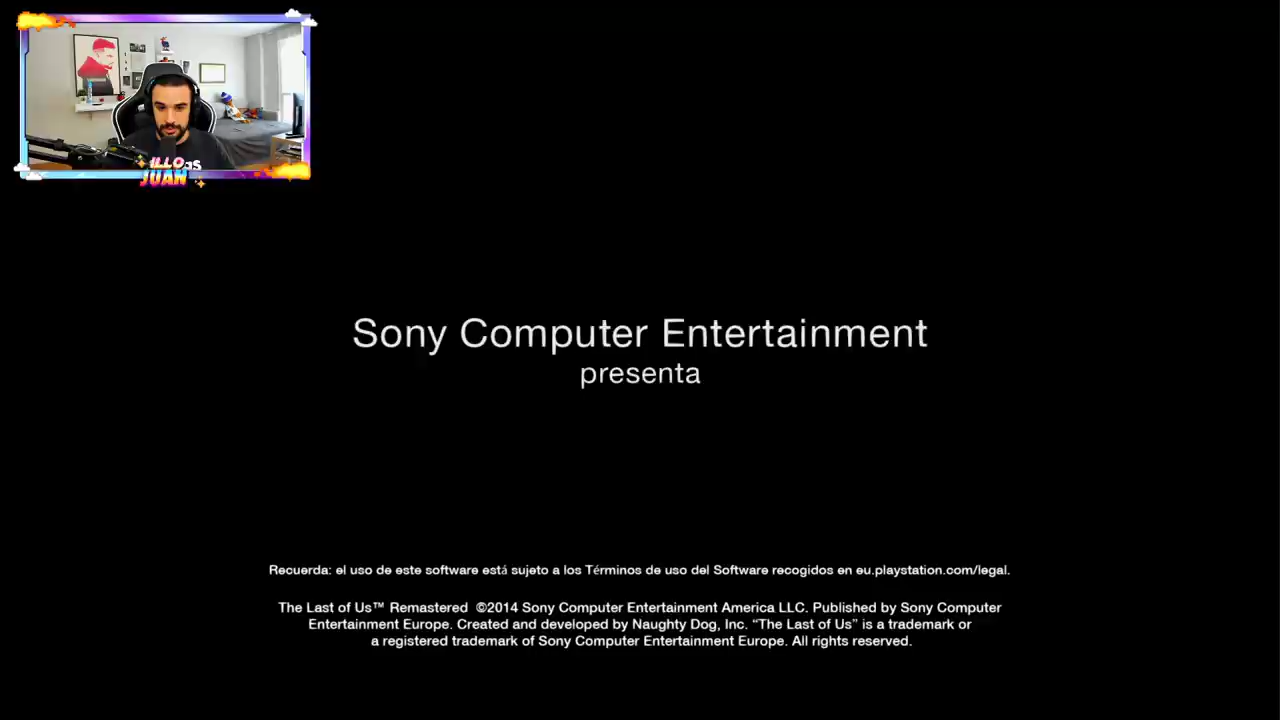 ILLO
JUAN
Sony Computer Entertainment
presenta
Recuerda: el uso de este software está sujeto a los Términos de uso del Software recogidos en eu.playstation.com/legal.
The Last of Us™ Remastered ©2014 Sony Computer Entertainment America LLC. Published by Sony Computer
Entertainment Europe. Created and developed by Naughty Dog, Inc. “The Last of Us” is a trademark or
a registered trademark of Sony Computer Entertainment Europe. All rights reserved.